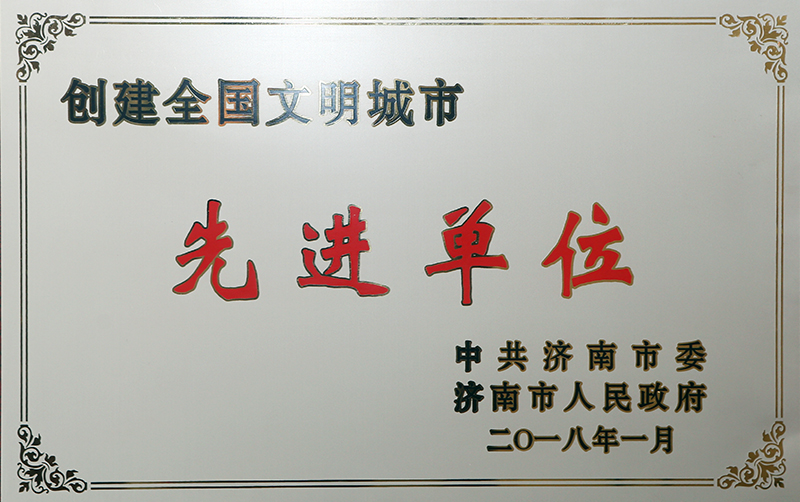 创建全国文明城市
先进单位
中共济南市委
济南市人民政府
二〇一八年一月